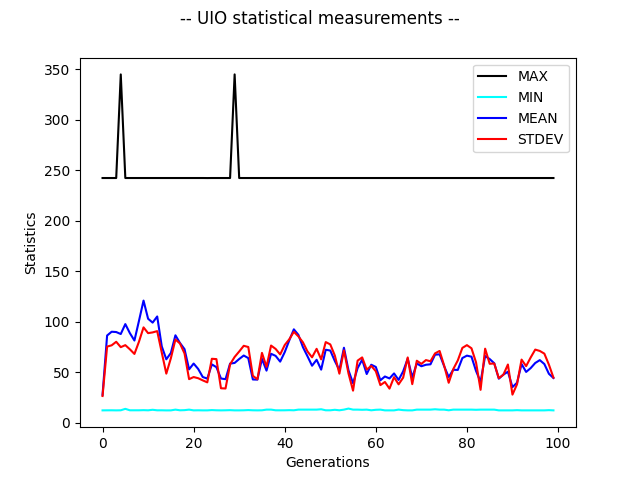 -- UIO statistical measurements --
350
300
250
200
150
100
50
0
Statistics
MAX
MIN
MEAN
STDEV
0
20
40
60
80
100
Generations